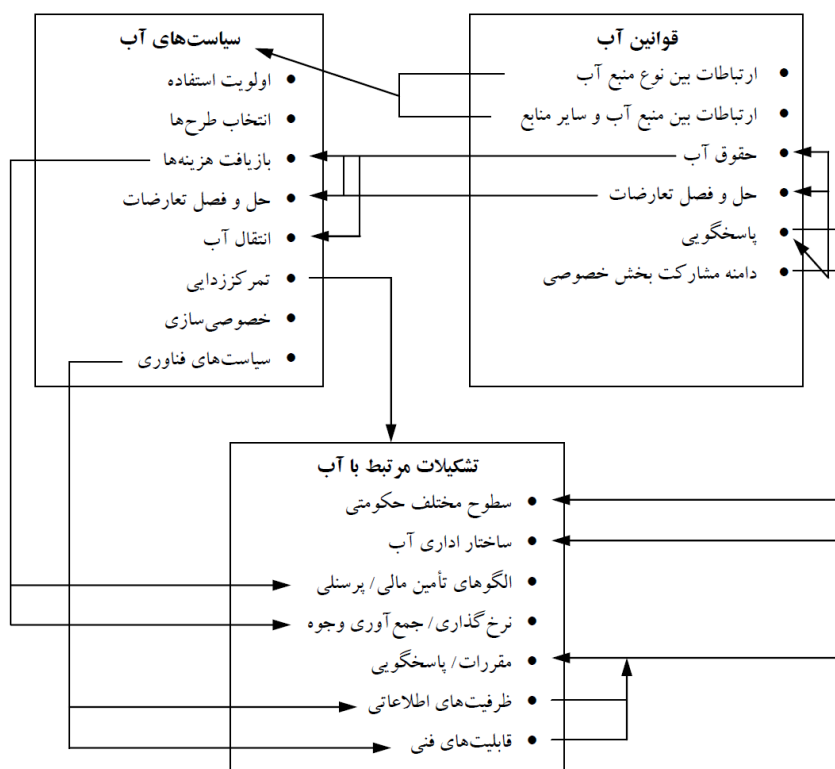 قوانین آب
• ارتباطات بین نوع منبع آب
• ارتباطات بین منبع آب و سایر منابع
• حقوق آب
• حل و فصل تعارضات
• پاسخگویی
• دامنه مشارکت بخش خصوصی
سیاست‌های آب
• اولویت استفاده
• انتخاب طرح‌ها
• بازیافت هزینه‌ها
• حل و فصل تعارضات
• انتقال آب
• تمرکززدایی
• خصوصی‌سازی
• سیاست‌های فناوری
تشکیلات مرتبط با آب
• سطوح مختلف حکومتی
• ساختار اداری آب
• الگوهای تأمین مالی/ پرسنلی
• نرخ‌گذاری/ جمع‌آوری وجوه
• مقررات/ پاسخگویی
• ظرفیت‌های اطلاعاتی
• قابلیت‌های فنی